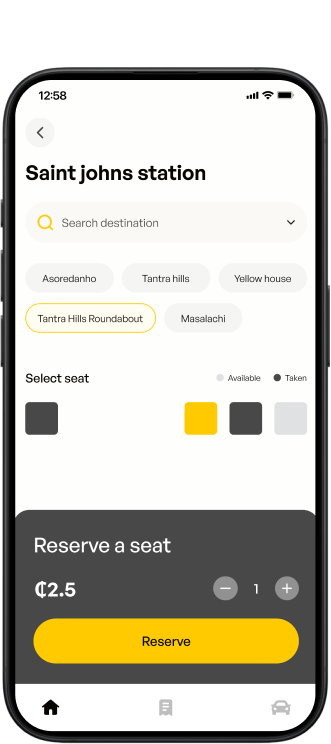 12:58
Saint johns station
Search destination
Asoredanho
Tantra hills
Yellow house
Tantra Hills Roundabout
Masalachi
Select seat
Available
Taken
Reserve a seat
₵2.5
1
Reserve